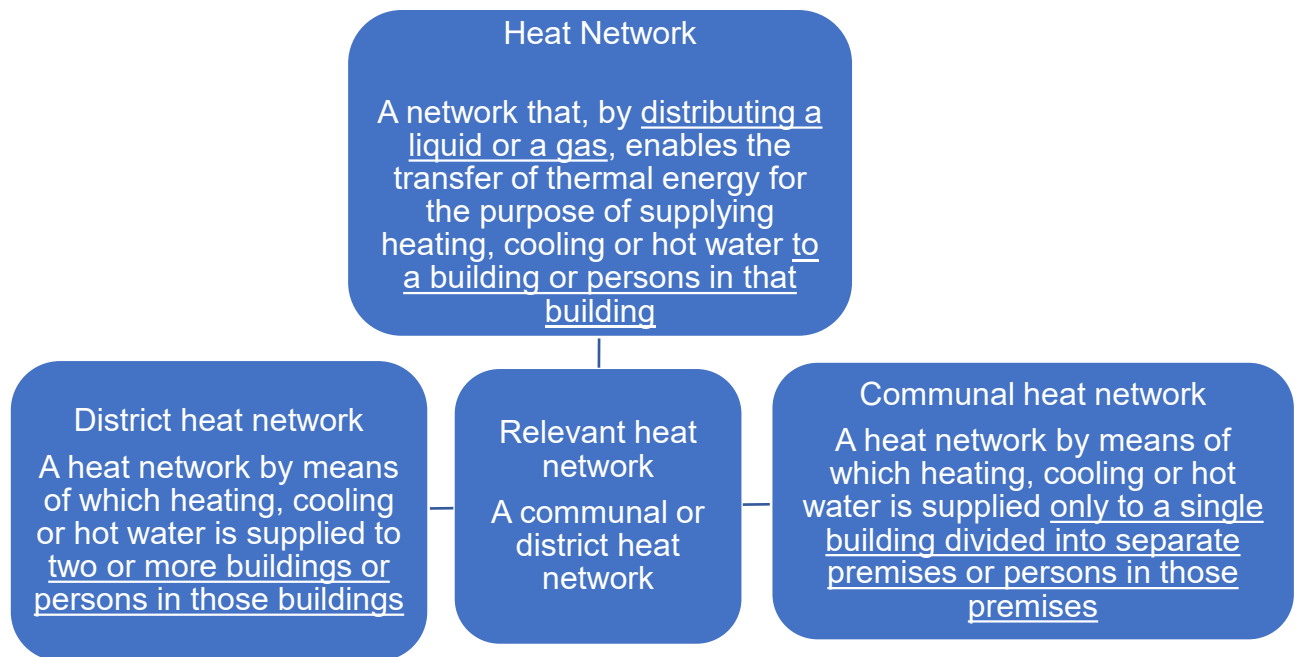 Heat Network
A network that, by distributing a
liquid or a gas, enables the
transfer of thermal energy for
the purpose of supplying
heating, cooling or hot water to
a building or persons in that
building
District heat network
A heat network by means
of which heating, cooling
or hot water is supplied to
two or more buildings or
persons in those buildings
Relevant heat
network
A communal or
district heat
network
Communal heat network
A heat network by means of
which heating, cooling or hot
water is supplied only to a single
building divided into separate
premises or persons in those
premises